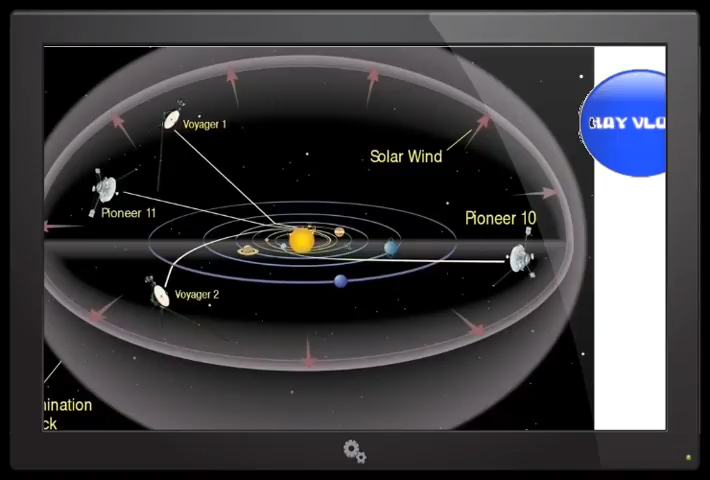 Voyager 1
Solar Wind
Pioneer 11
Pioneer 10
Voyager 2
mination
ck